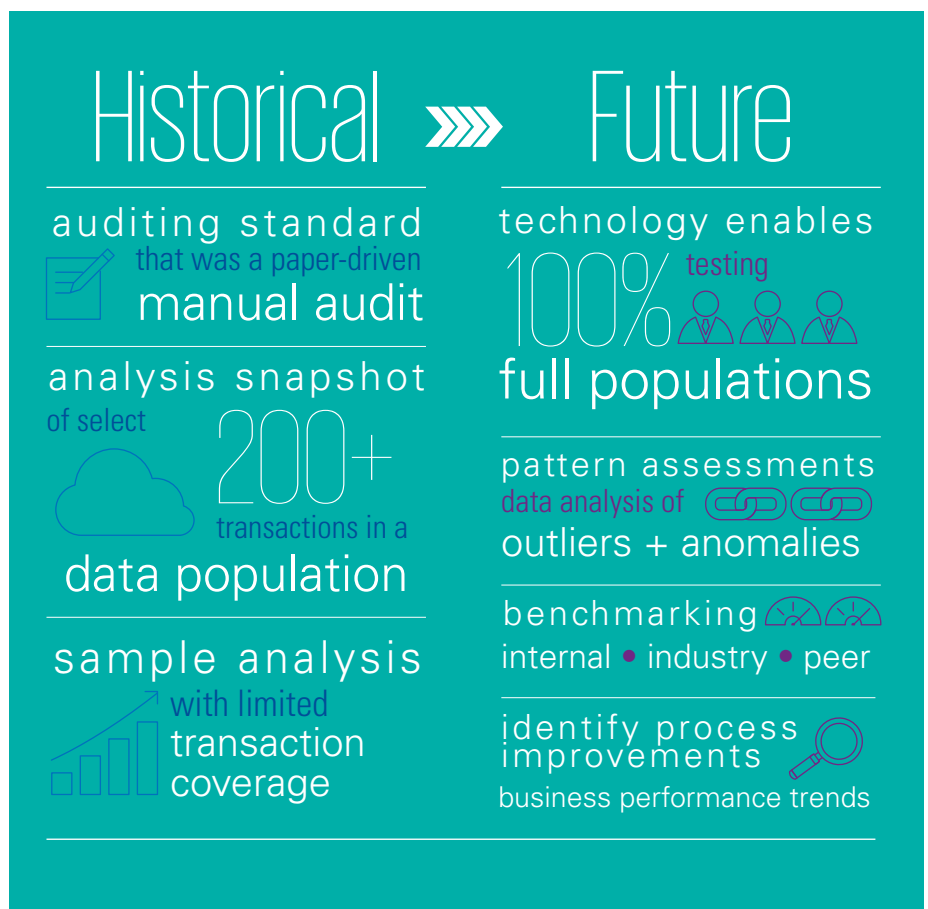 Historical
auditing standard
that was a paper-driven
manual audit
analysis snapshot
of select
200+
transactions in a
data population
sample analysis
with limited
transaction
coverage
Future
technology enables
100% testing
full populations
pattern assessments
data analysis of
outliers + anomalies
benchmarking
internal • industry • peer
identify process
improvements
business performance trends